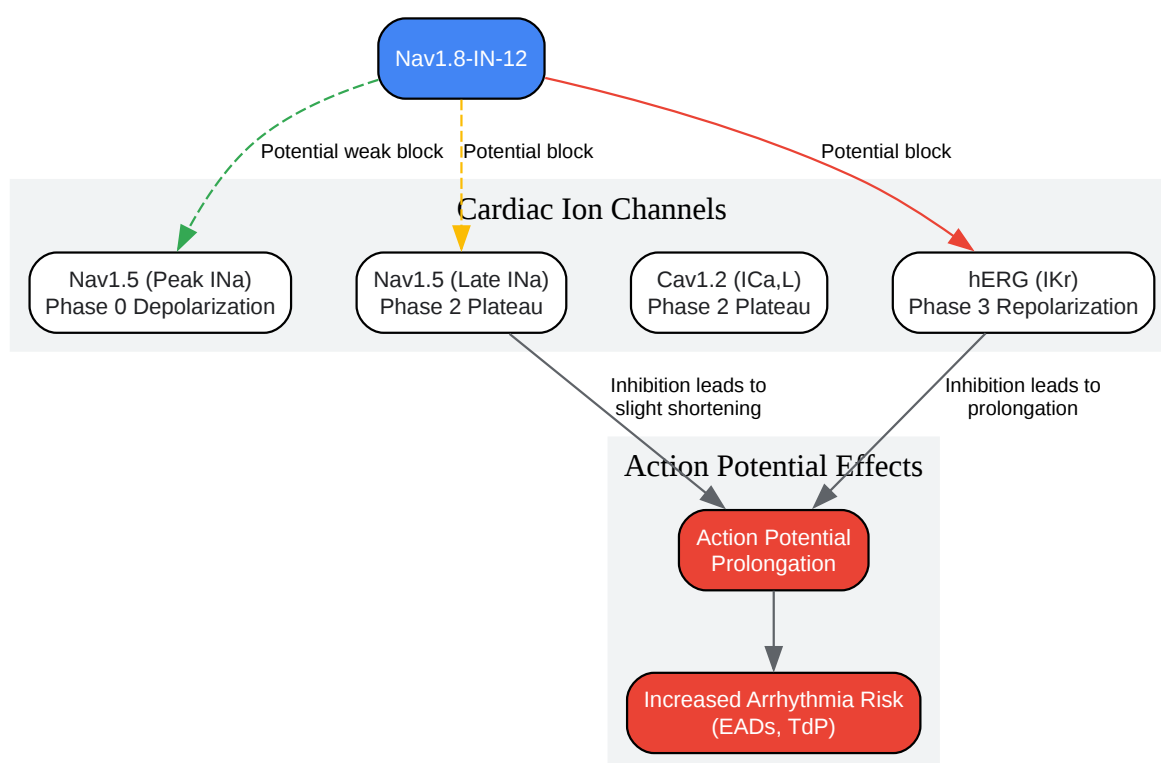 Nav1.8-IN-12
Potential weak block
Potential block
Potential block
Cardiac Ion Channels
Nav1.5 (Peak INa)
Phase 0 Depolarization
Nav1.5 (Late INa)
Phase 2 Plateau
Cav1.2 (ICa,L)
Phase 2 Plateau
hERG (IKr)
Phase 3 Repolarization
Inhibition leads to
slight shortening
Inhibition leads to
prolongation
Action Potential Effects
Action Potential
Prolongation
Increased Arrhythmia Risk
(EADs, TdP)